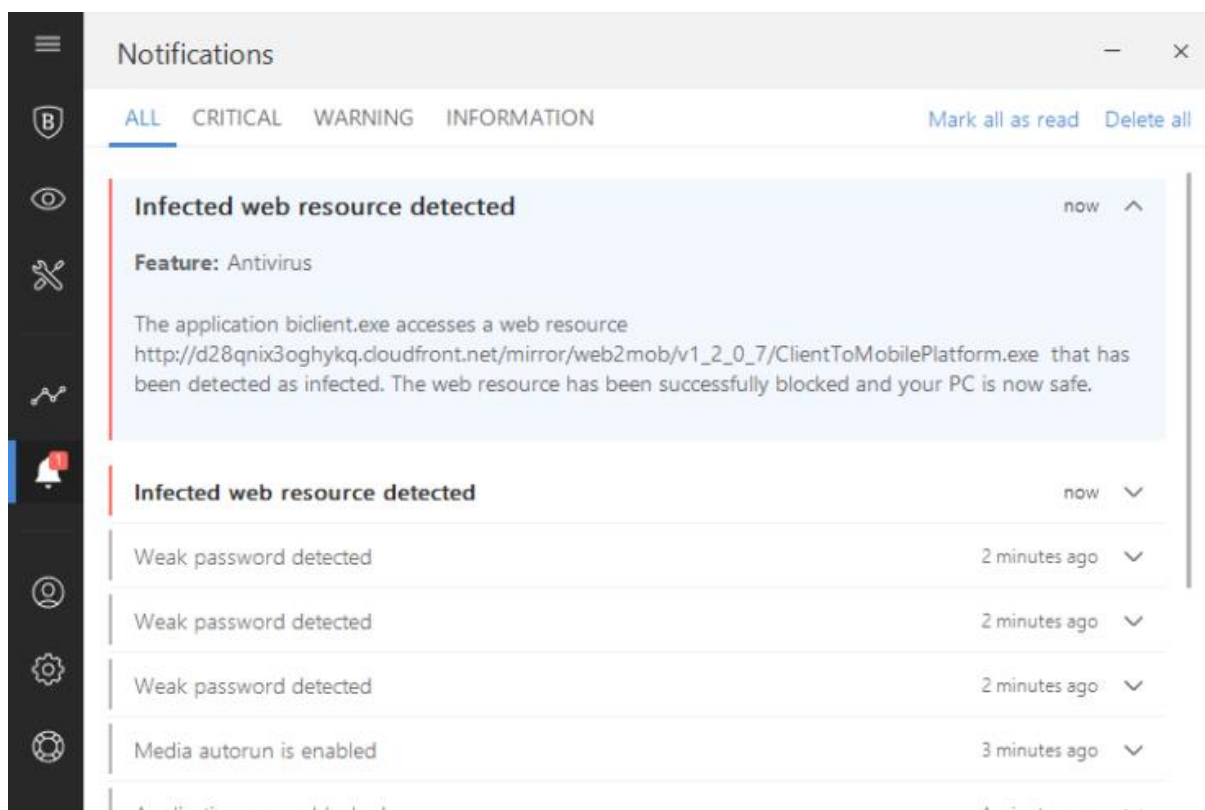 Notifications
ALL CRITICAL WARNING INFORMATION Mark all as read Delete all
Infected web resource detected now
Feature: Antivirus
The application biclient.exe accesses a web resource
http://d28qnix3oghykq.cloudfront.net/mirror/web2mob/v1_2_0_7/ClientToMobilePlatform.exe that has
been detected as infected. The web resource has been successfully blocked and your PC is now safe.
1
Infected web resource detected now
Weak password detected 2 minutes ago
Weak password detected 2 minutes ago
Weak password detected 2 minutes ago
Media autorun is enabled 3 minutes ago
B